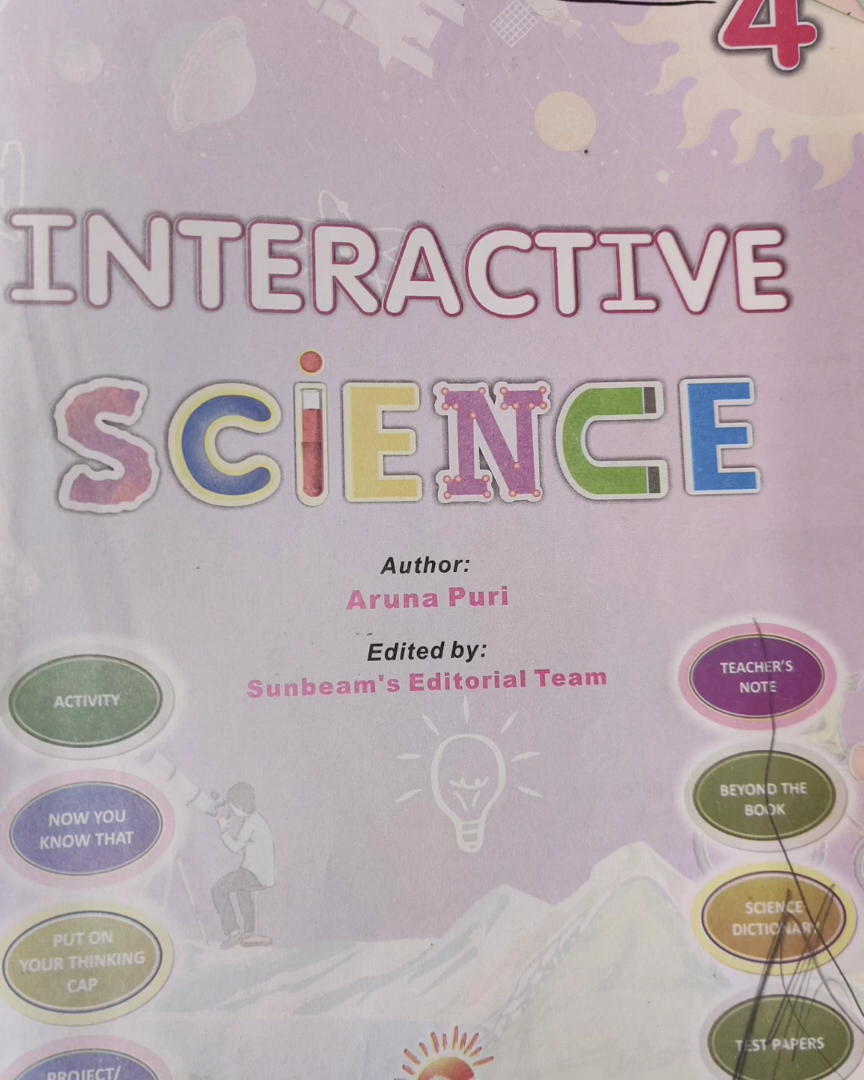 4
INTERACTIVE
SCIENCE
Author:
Aruna Puri
Edited by:
Sunbeam's Editorial Team
ACTIVITY
NOW YOU
KNOW THAT
PUT ON
YOUR THINKING
CAP
PROJECT/
TEACHER'S
NOTE
BEYOND THE
BOOK
SCIENCE
DICTIONARY
TEST PAPERS